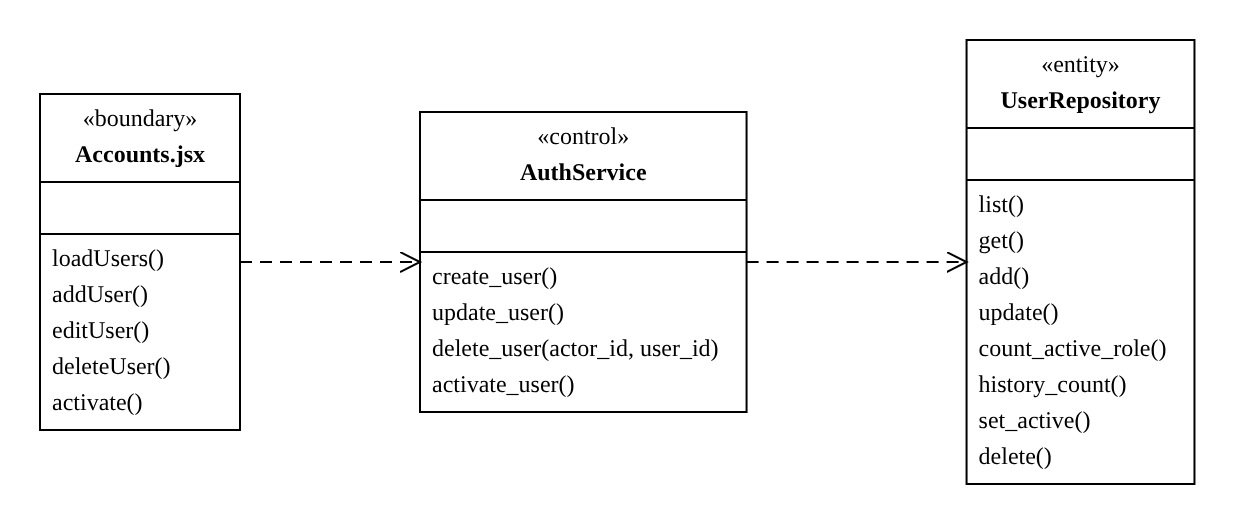 «boundary»
Accounts.jsx
loadUsers()
addUser()
editUser()
deleteUser()
activate()
«control»
AuthService
create_user()
update_user()
delete_user(actor_id, user_id)
activate_user()
«entity»
UserRepository
list()
get()
add()
update()
count_active_role()
history_count()
set_active()
delete()